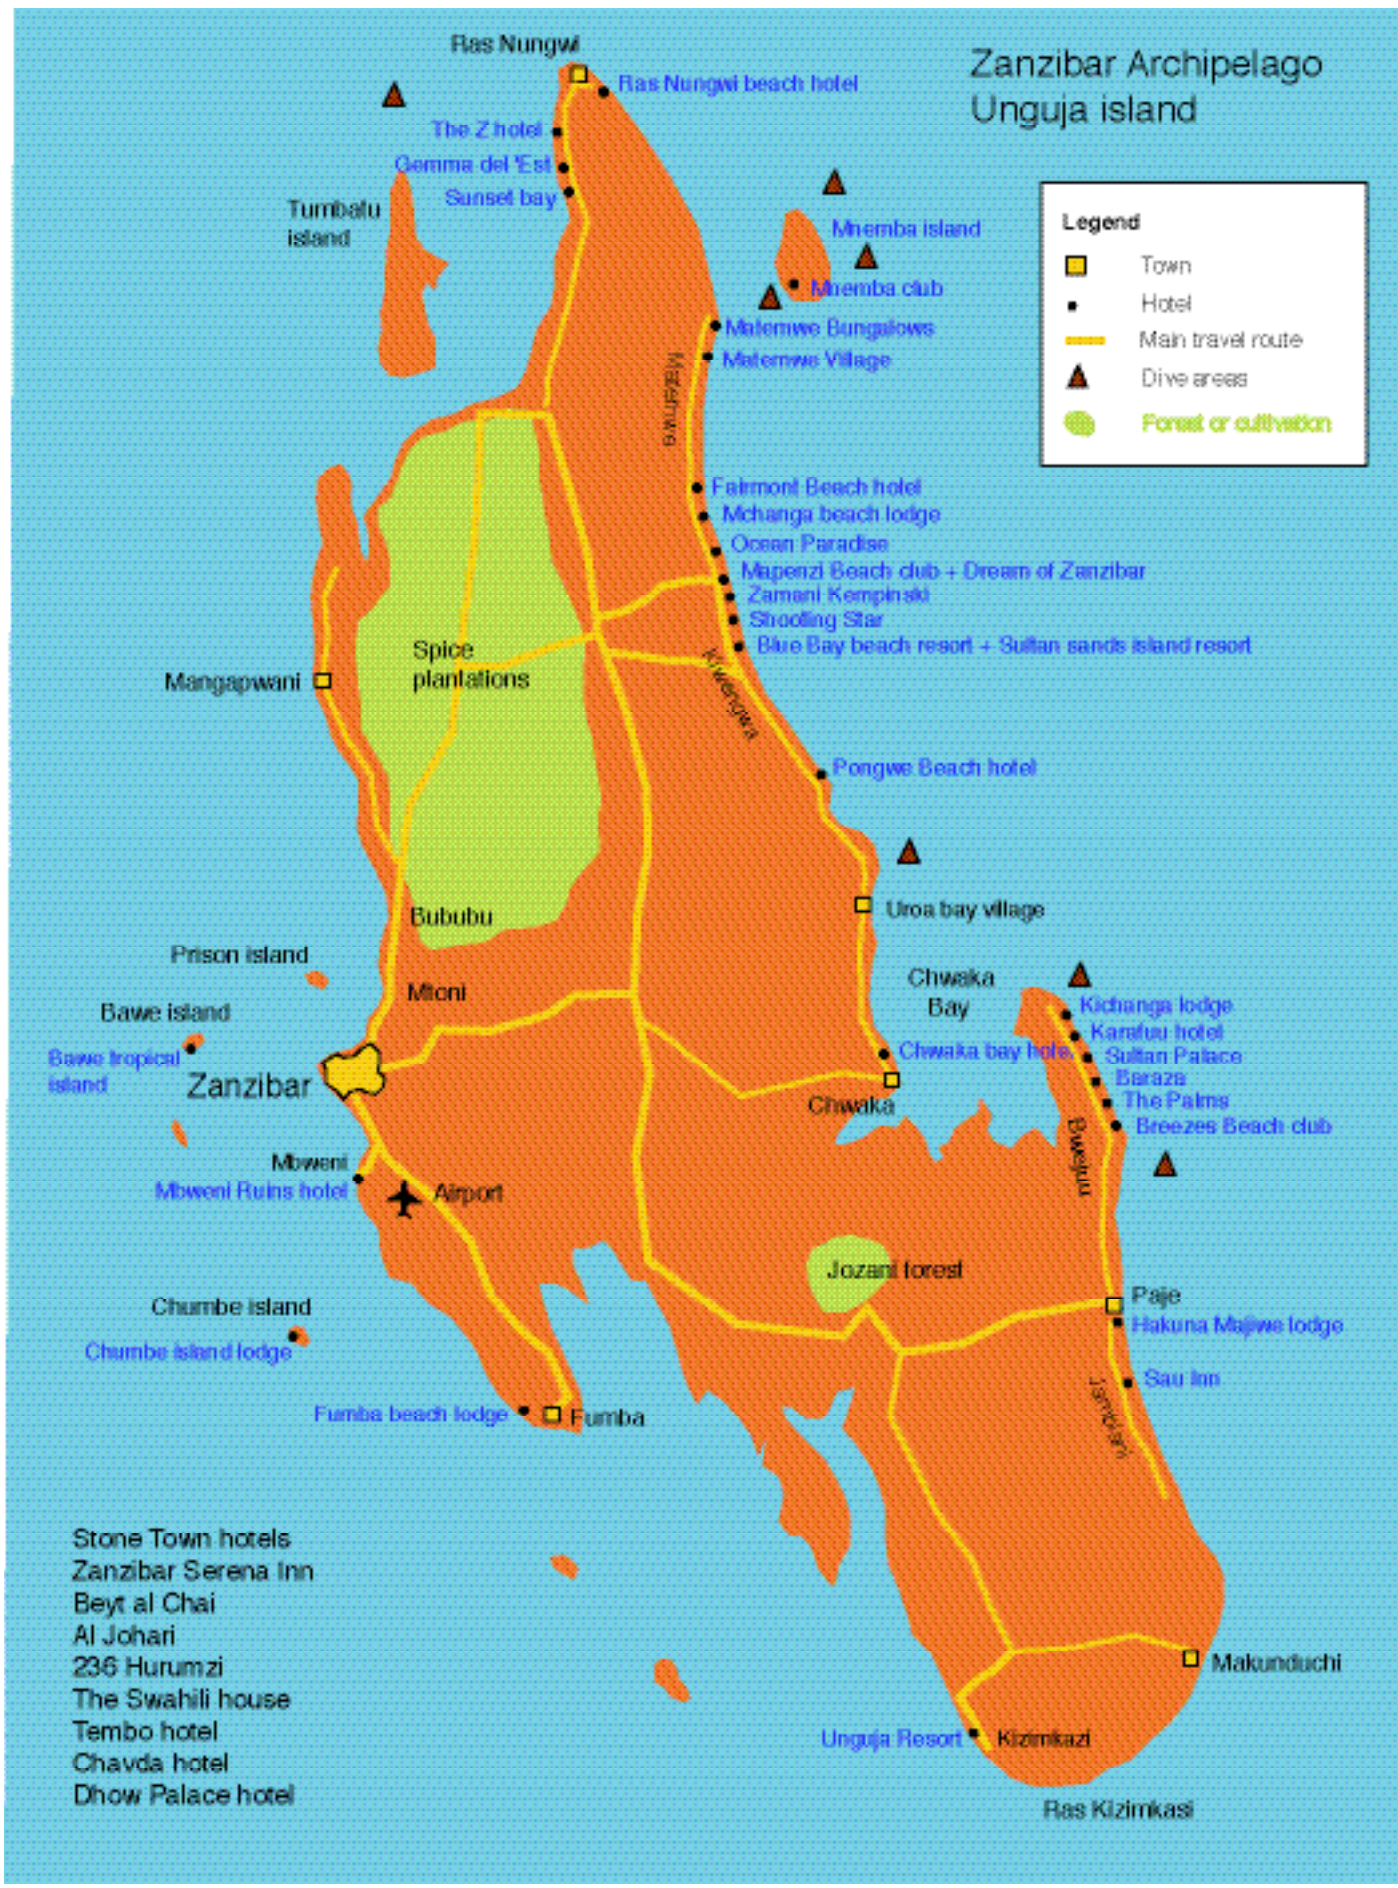 Ras Nungwi
Zanzibar Archipelago
Unguja island
Ras Nungwi beach hotel
The Z hotel
Gemma del 'Est
Sunset bay
Tumbatu
island
Mnemba island
Mnemba club
Legend
Town
Hotel
Main travel route
Dive areas
Forest or cultivation
Matemwe Bungalows
Matemwe Village
Matemwe
Fairmont Beach hotel
Mchanga beach lodge
Ocean Paradise
Mapenzi Beach club + Dream of Zanzibar
Zamani Kempinski
Shooting Star
Blue Bay beach resort + Sultan sands island resort
Kiwengwa
Spice
plantations
Mangapwani
Pongwe Beach hotel
Uroa bay village
Bububu
Prison island
Mtoni
Bawe island
Bawe tropical
island
Zanzibar
Chwaka
Bay
Kichanga lodge
Karafuu hotel
Sultan Palace
Baraza
The Palms
Breezes Beach club
Chwaka bay hotel
Chwaka
Bwejuu
Mbweni
Mbweni Ruins hotel
Airport
Jozani forest
Chumbe island
Chumbe island lodge
Paje
Hakuna Majiwe lodge
Sau Inn
Jambiani
Fumba beach lodge
Fumba
Stone Town hotels
Zanzibar Serena Inn
Beyt al Chai
Al Johari
236 Hurumzi
The Swahili house
Tembo hotel
Chavda hotel
Dhow Palace hotel
Makunduchi
Unguja Resort
Kizimkazi
Ras Kizimkasi